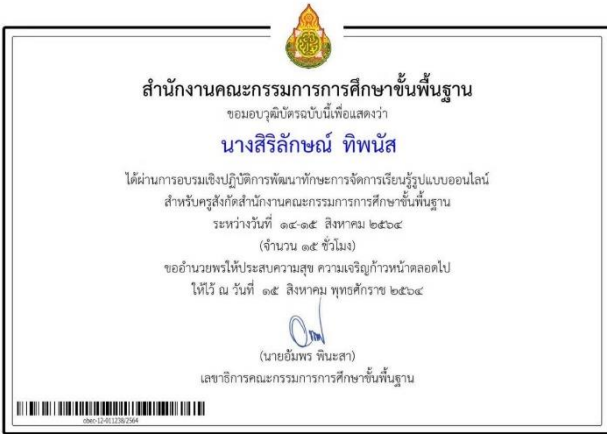 สำนักงานคณะกรรมการการศึกษาขั้นพื้นฐาน
ขอมอบวุฒิบัตรฉบับนี้เพื่อแสดงว่า
นางสิริลักษณ์ ทิพนัส
ได้ผ่านการอบรมเชิงปฏิบัติการพัฒนาทักษะการจัดการเรียนรู้รูปแบบออนไลน์
สำหรับครูสังกัดสำนักงานคณะกรรมการการศึกษาขั้นพื้นฐาน
ระหว่างวันที่ ๑๔-๑๕ สิงหาคม ๒๕๖๔
(จำนวน ๑๕ ชั่วโมง)
ขออำนวยพรให้ประสบความสุข ความเจริญก้าวหน้าตลอดไป
ให้ไว้ ณ วันที่ ๑๕ สิงหาคม พุทธศักราช ๒๕๖๔
(นายอัมพร พินะสา)
เลขาธิการคณะกรรมการการศึกษาขั้นพื้นฐาน
obec-12-011238/2564